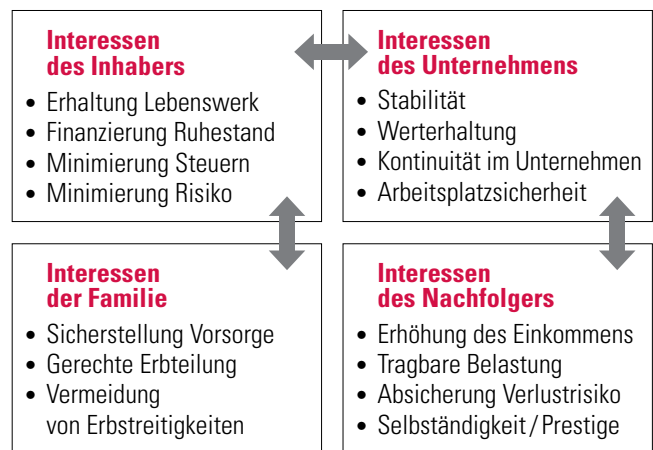 Interessen
des Inhabers
• Erhaltung Lebenswerk
• Finanzierung Ruhestand
• Minimierung Steuern
• Minimierung Risiko
Interessen
des Unternehmens
• Stabilität
• Werterhaltung
• Kontinuität im Unternehmen
• Arbeitsplatzsicherheit
Interessen
der Familie
• Sicherstellung Vorsorge
• Gerechte Erbteilung
• Vermeidung
von Erbstreitigkeiten
Interessen
des Nachfolgers
• Erhöhung des Einkommens
• Tragbare Belastung
• Absicherung Verlustrisiko
• Selbständigkeit / Prestige